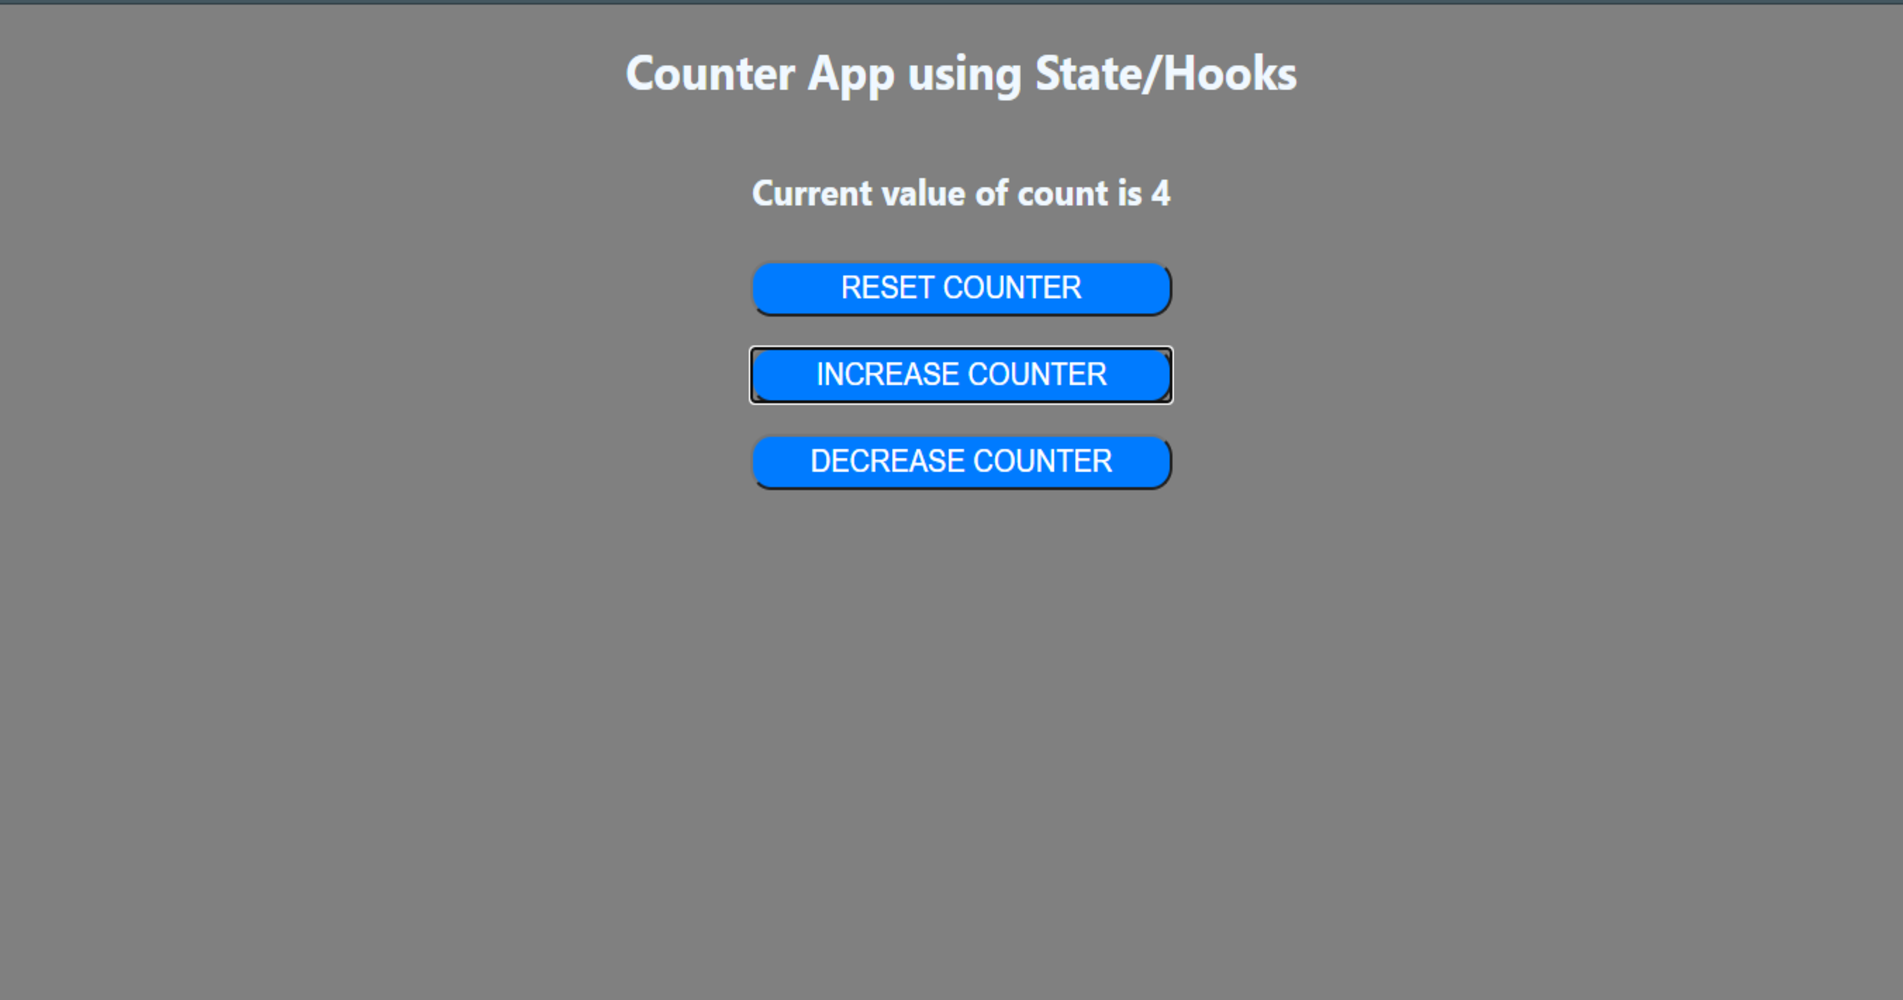 Counter App using State/Hooks
Current value of count is 4
RESET COUNTER
INCREASE COUNTER
DECREASE COUNTER